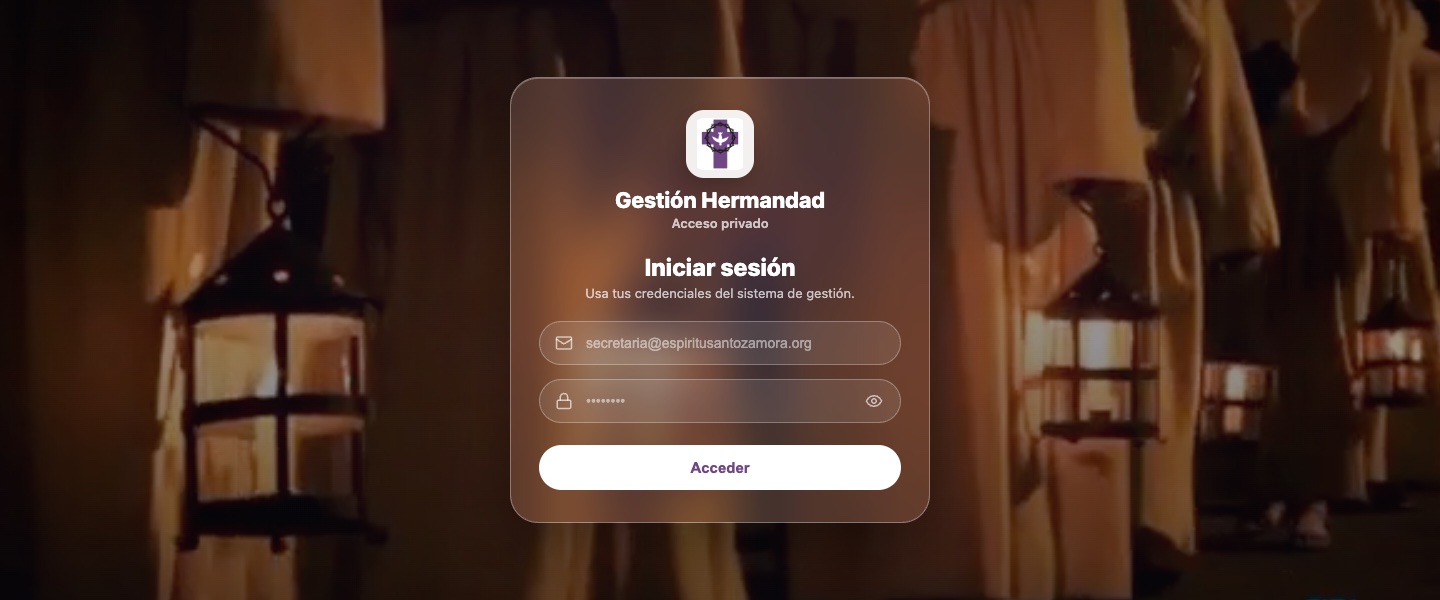 Gestión Hermandad
Acceso privado
Iniciar sesión
Usa tus credenciales del sistema de gestión.
secretaria@espiritusantozamora.org
••••••••
Acceder